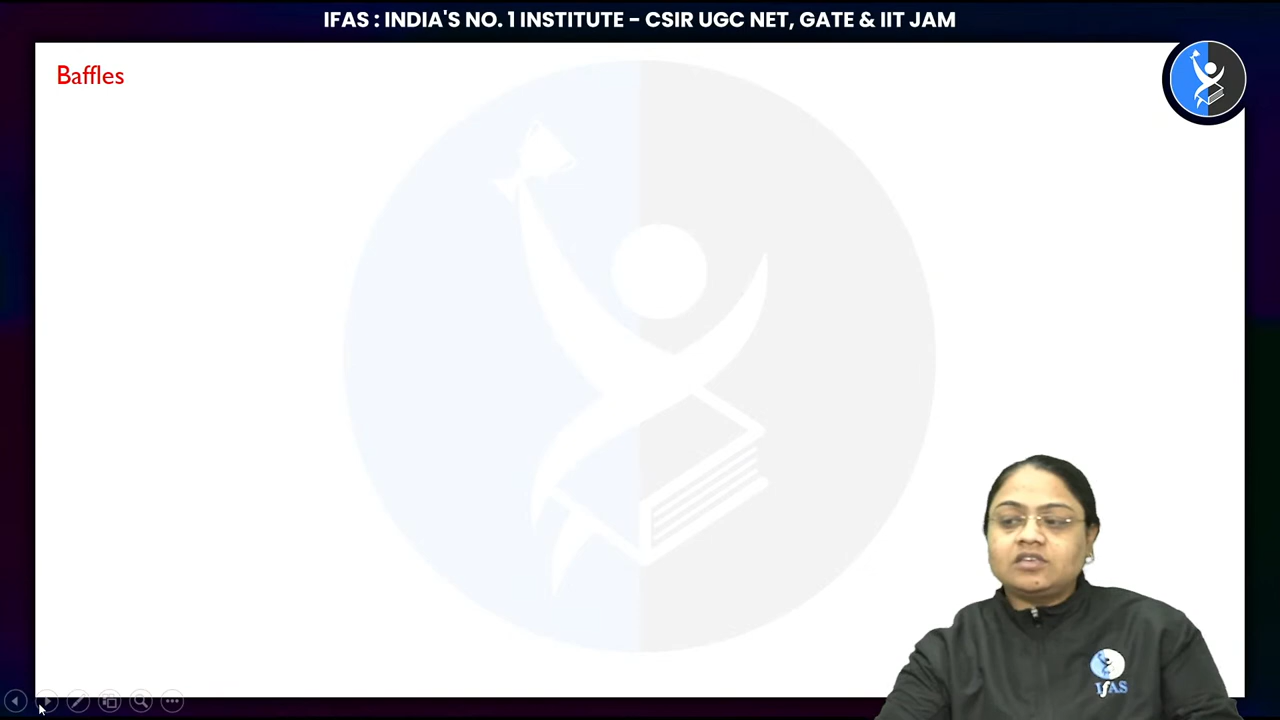 IFAS : INDIA'S NO. 1 INSTITUTE – CSIR UGC NET, GATE & IIT JAM
Baffles
IFAS